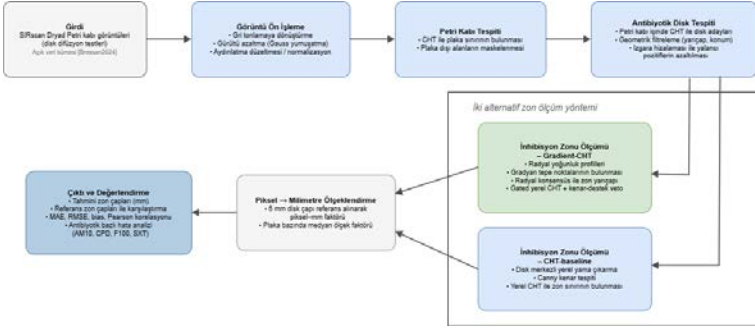 Girdi
SIRscan Dryad Petri kabı görüntüleri
(disk difüzyon testleri)
Açık veri kümesi
Görüntü Ön İşleme
• Gri tonlamaya dönüştürme
• Gürültü azaltma (Gauss yumuşatma)
• Aydınlatma düzeltmesi / normalizasyon
Petri Kabı Tespiti
• CHT ile plaka sınırının bulunması
• Plaka dışı alanların maskelenmesi
Antibiyotik Disk Tespiti
• Petri kabı içinde CHT ile disk adayları
• Geometrik filtreleme (yarıçap, konum)
• Izgara hizalaması ile yalancı
pozitiflerin azaltılması
İki alternatif zon ölçüm yöntemi
İnhibisyon Zonu Ölçümü
– Gradient-CHT
• Radyal yoğunluk profilleri
• Gradyan tepe noktalarının bulunması
• Radyal konsensüs ile zon yarıçapı
• Gated yerel CHT + kenar-destek veto
İnhibisyon Zonu Ölçümü
– CHT-baseline
• Disk merkezli yerel yama çıkarma
• Canny kenar tespiti
• Yerel CHT ile zon sınırının bulunması
Piksel → Milimetre Ölçeklendirme
• 6 mm disk çapı referans alınarak
piksel–mm faktörü
• Plaka bazında medyan ölçek faktörü
Çıktı ve Değerlendirme
• Tahmini zon çapları (mm)
• Referans zon çapları ile karşılaştırma
• MAE, RMSE, bias, Pearson korelasyonu
• Antibiyotik bazlı hata analizi
(AM10, CPD, F100, SXT)